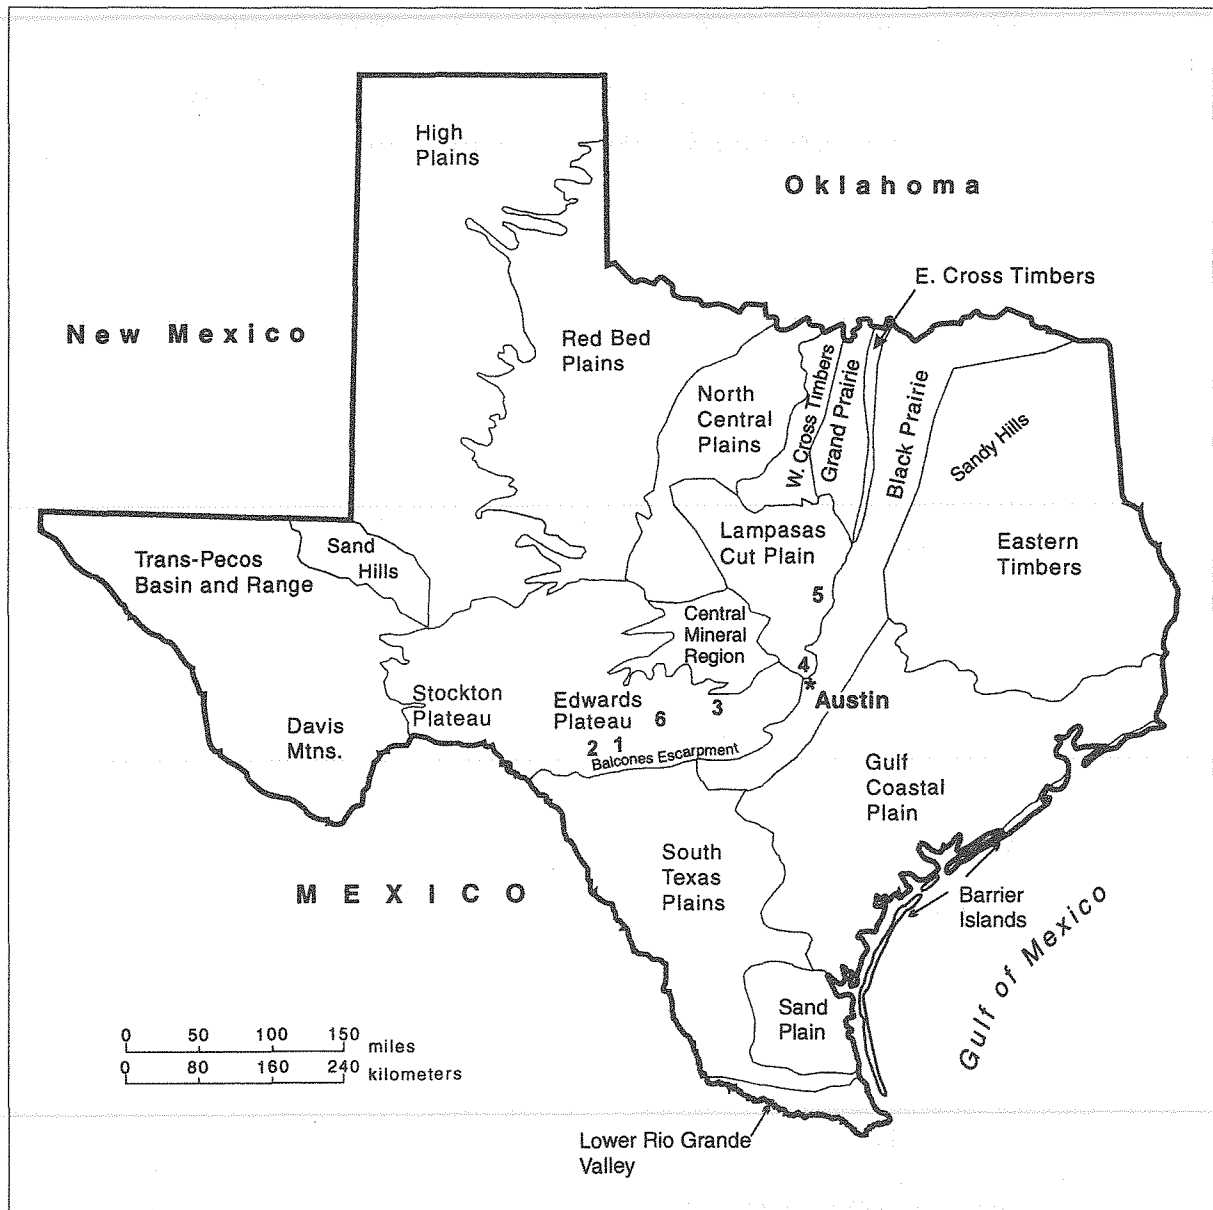 High
Plains
Oklahoma
E. Cross Timbers
New Mexico
Red Bed
Plains
North
Central
Plains
W. Cross Timbers
Grand Prairie
Black Prairie
Sandy Hills
Lampasas
Cut Plain
Eastern
Timbers
Trans-Pecos
Basin and Range
Sand
Hills
5
Central
Mineral
Region
4
*
Austin
Stockton
Plateau
Edwards
Plateau
6
3
Davis
Mtns.
2
1
Balcones Escarpment
Gulf
Coastal
Plain
South
Texas
Plains
MEXICO
Barrier
Islands
Gulf of Mexico
Sand
Plain
0 50 100 150 miles
0 80 160 240 kilometers
Lower Rio Grande
Valley